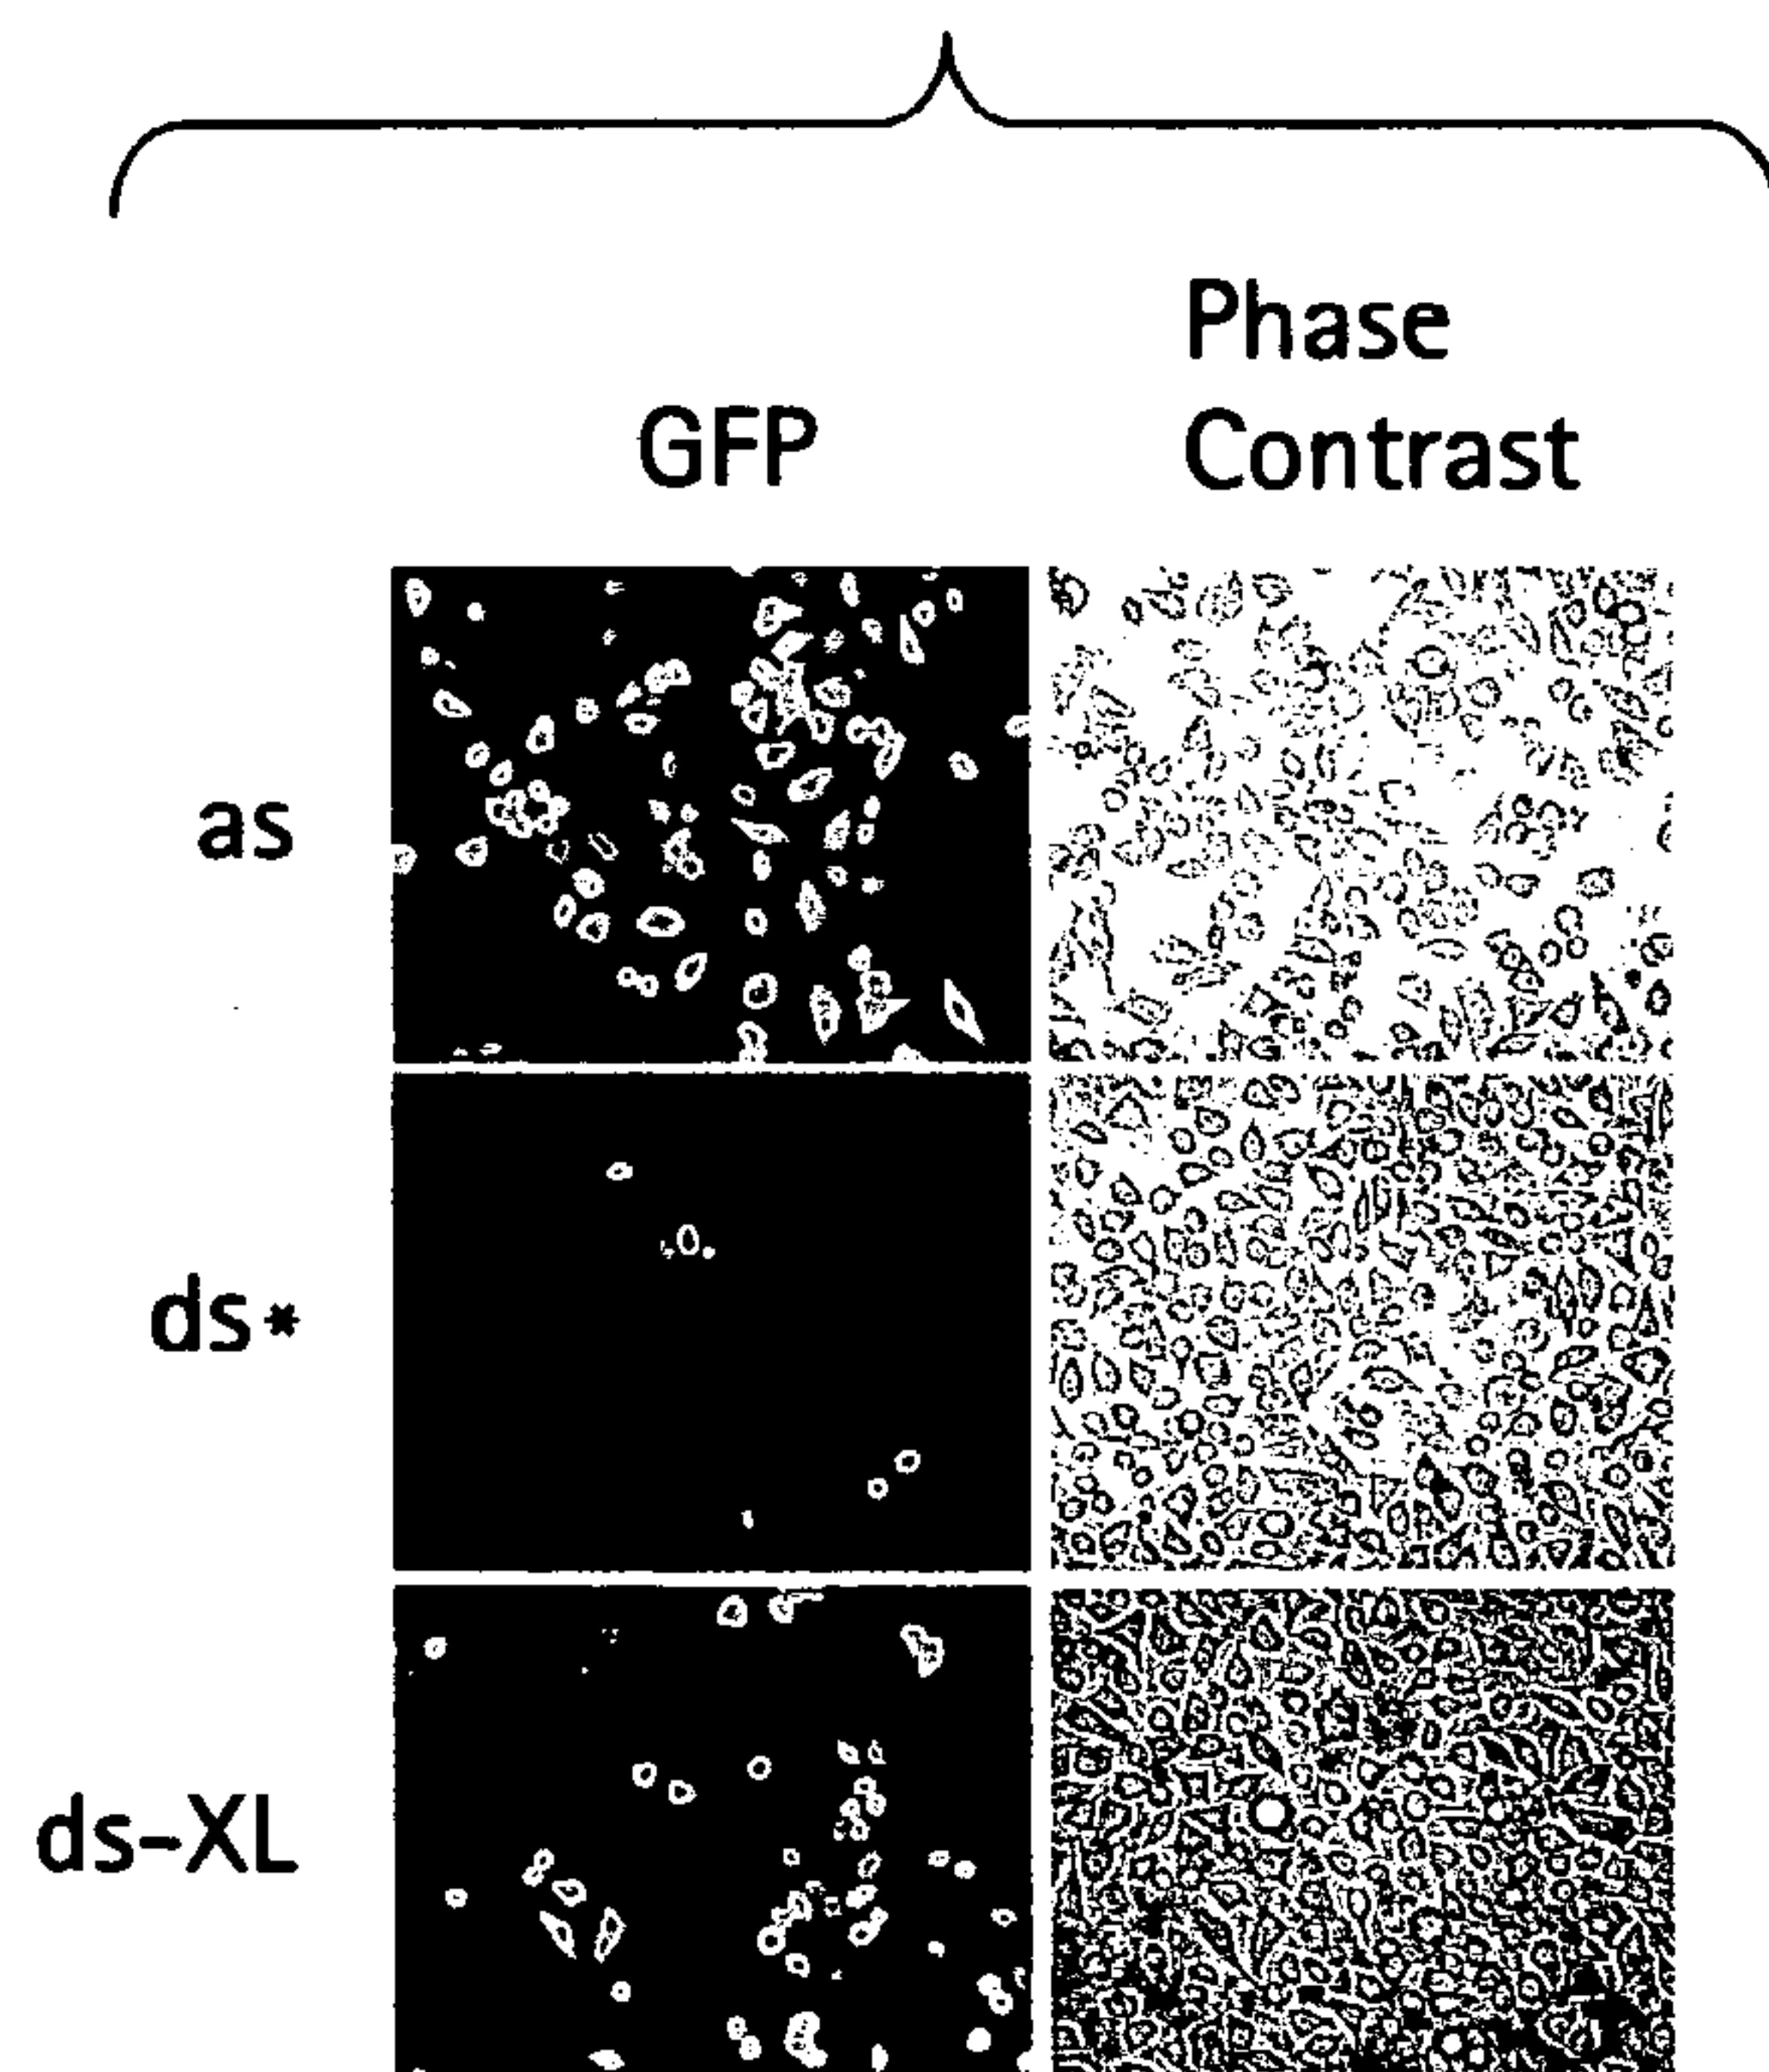 Phase
GFP Contrast
as
ds*
ds-XL